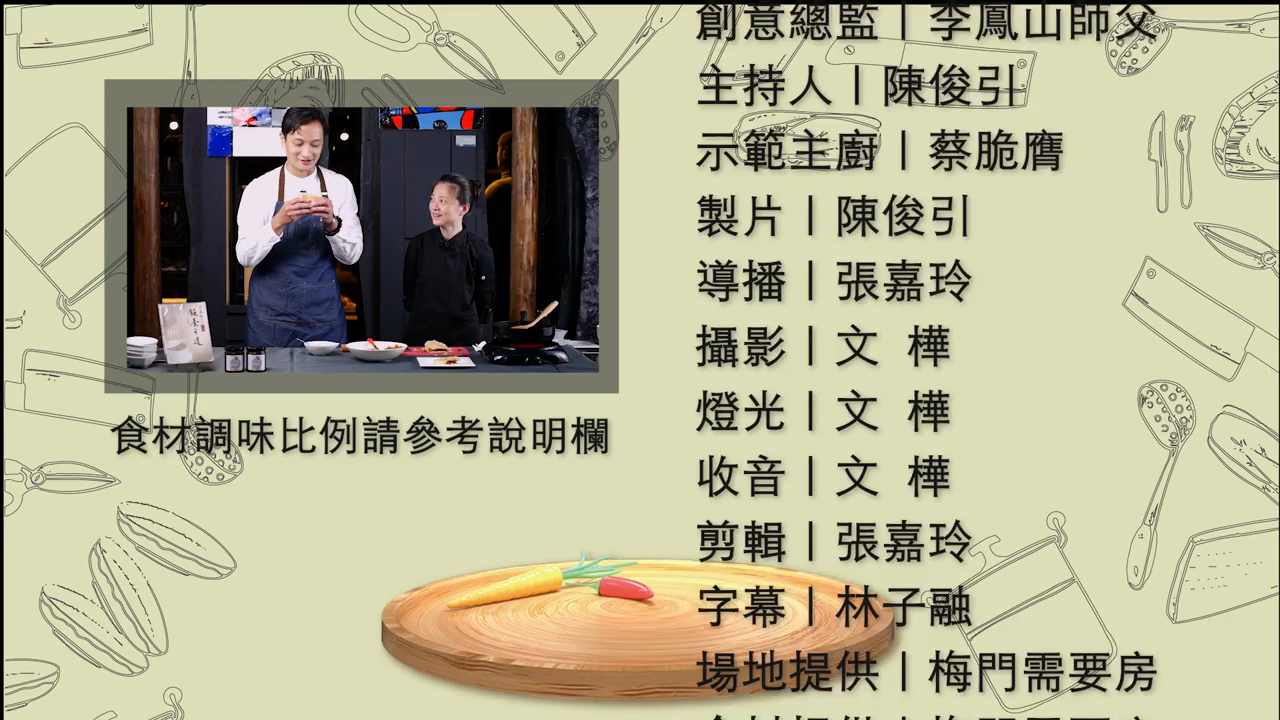 創意總監｜李鳳山師父
主持人｜陳俊引
示範主廚｜蔡脆膺
製片｜陳俊引
導播｜張嘉玲
攝影｜文 樺
燈光｜文 樺
收音｜文 樺
剪輯｜張嘉玲
字幕｜林子融
場地提供｜梅門需要房
食材調味比例請參考說明欄